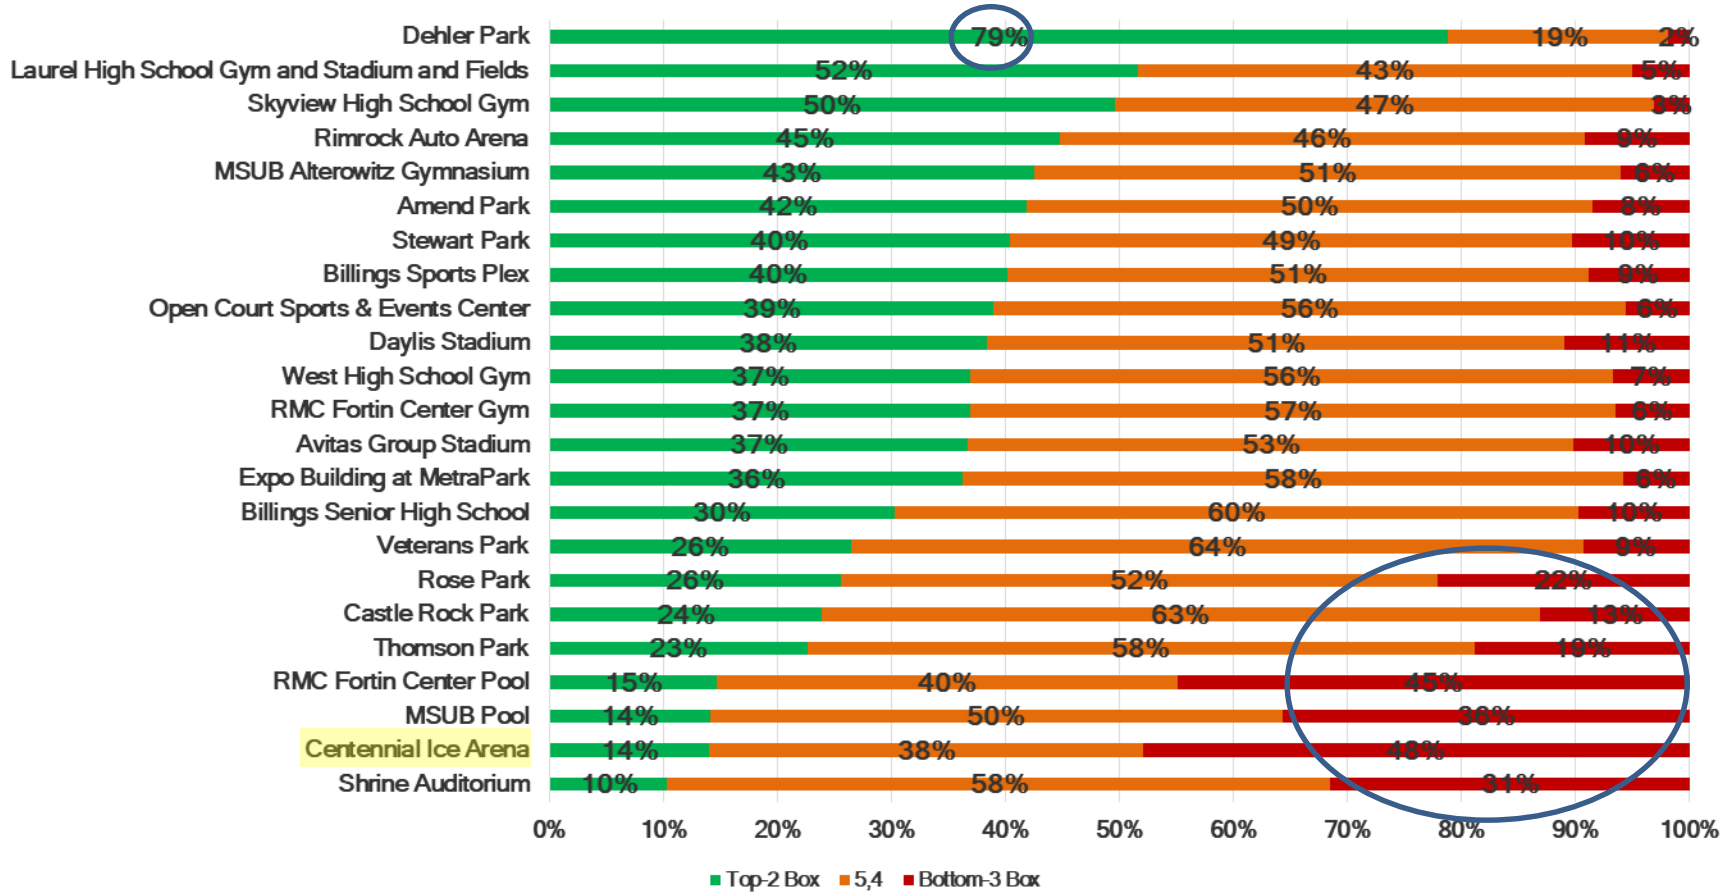 Dehler Park 79% 19% 2%
Laurel High School Gym and Stadium and Fields 52% 43% 5%
Skyview High School Gym 50% 47% 3%
Rimrock Auto Arena 45% 46% 9%
MSUB Alterowitz Gymnasium 43% 51% 6%
Amend Park 42% 50% 8%
Stewart Park 40% 49% 10%
Billings Sports Plex 40% 51% 9%
Open Court Sports & Events Center 39% 56% 6%
Daylis Stadium 38% 51% 11%
West High School Gym 37% 56% 7%
RMC Fortin Center Gym 37% 57% 6%
Avitas Group Stadium 37% 53% 10%
Expo Building at MetraPark 36% 58% 6%
Billings Senior High School 30% 60% 10%
Veterans Park 26% 64% 9%
Rose Park 26% 52% 22%
Castle Rock Park 24% 63% 13%
Thomson Park 23% 58% 19%
RMC Fortin Center Pool 15% 40% 45%
MSUB Pool 14% 50% 36%
Centennial Ice Arena 14% 38% 48%
Shrine Auditorium 10% 58% 31%
0% 10% 20% 30% 40% 50% 60% 70% 80% 90% 100%
Top-2 Box 5,4 Bottom-3 Box